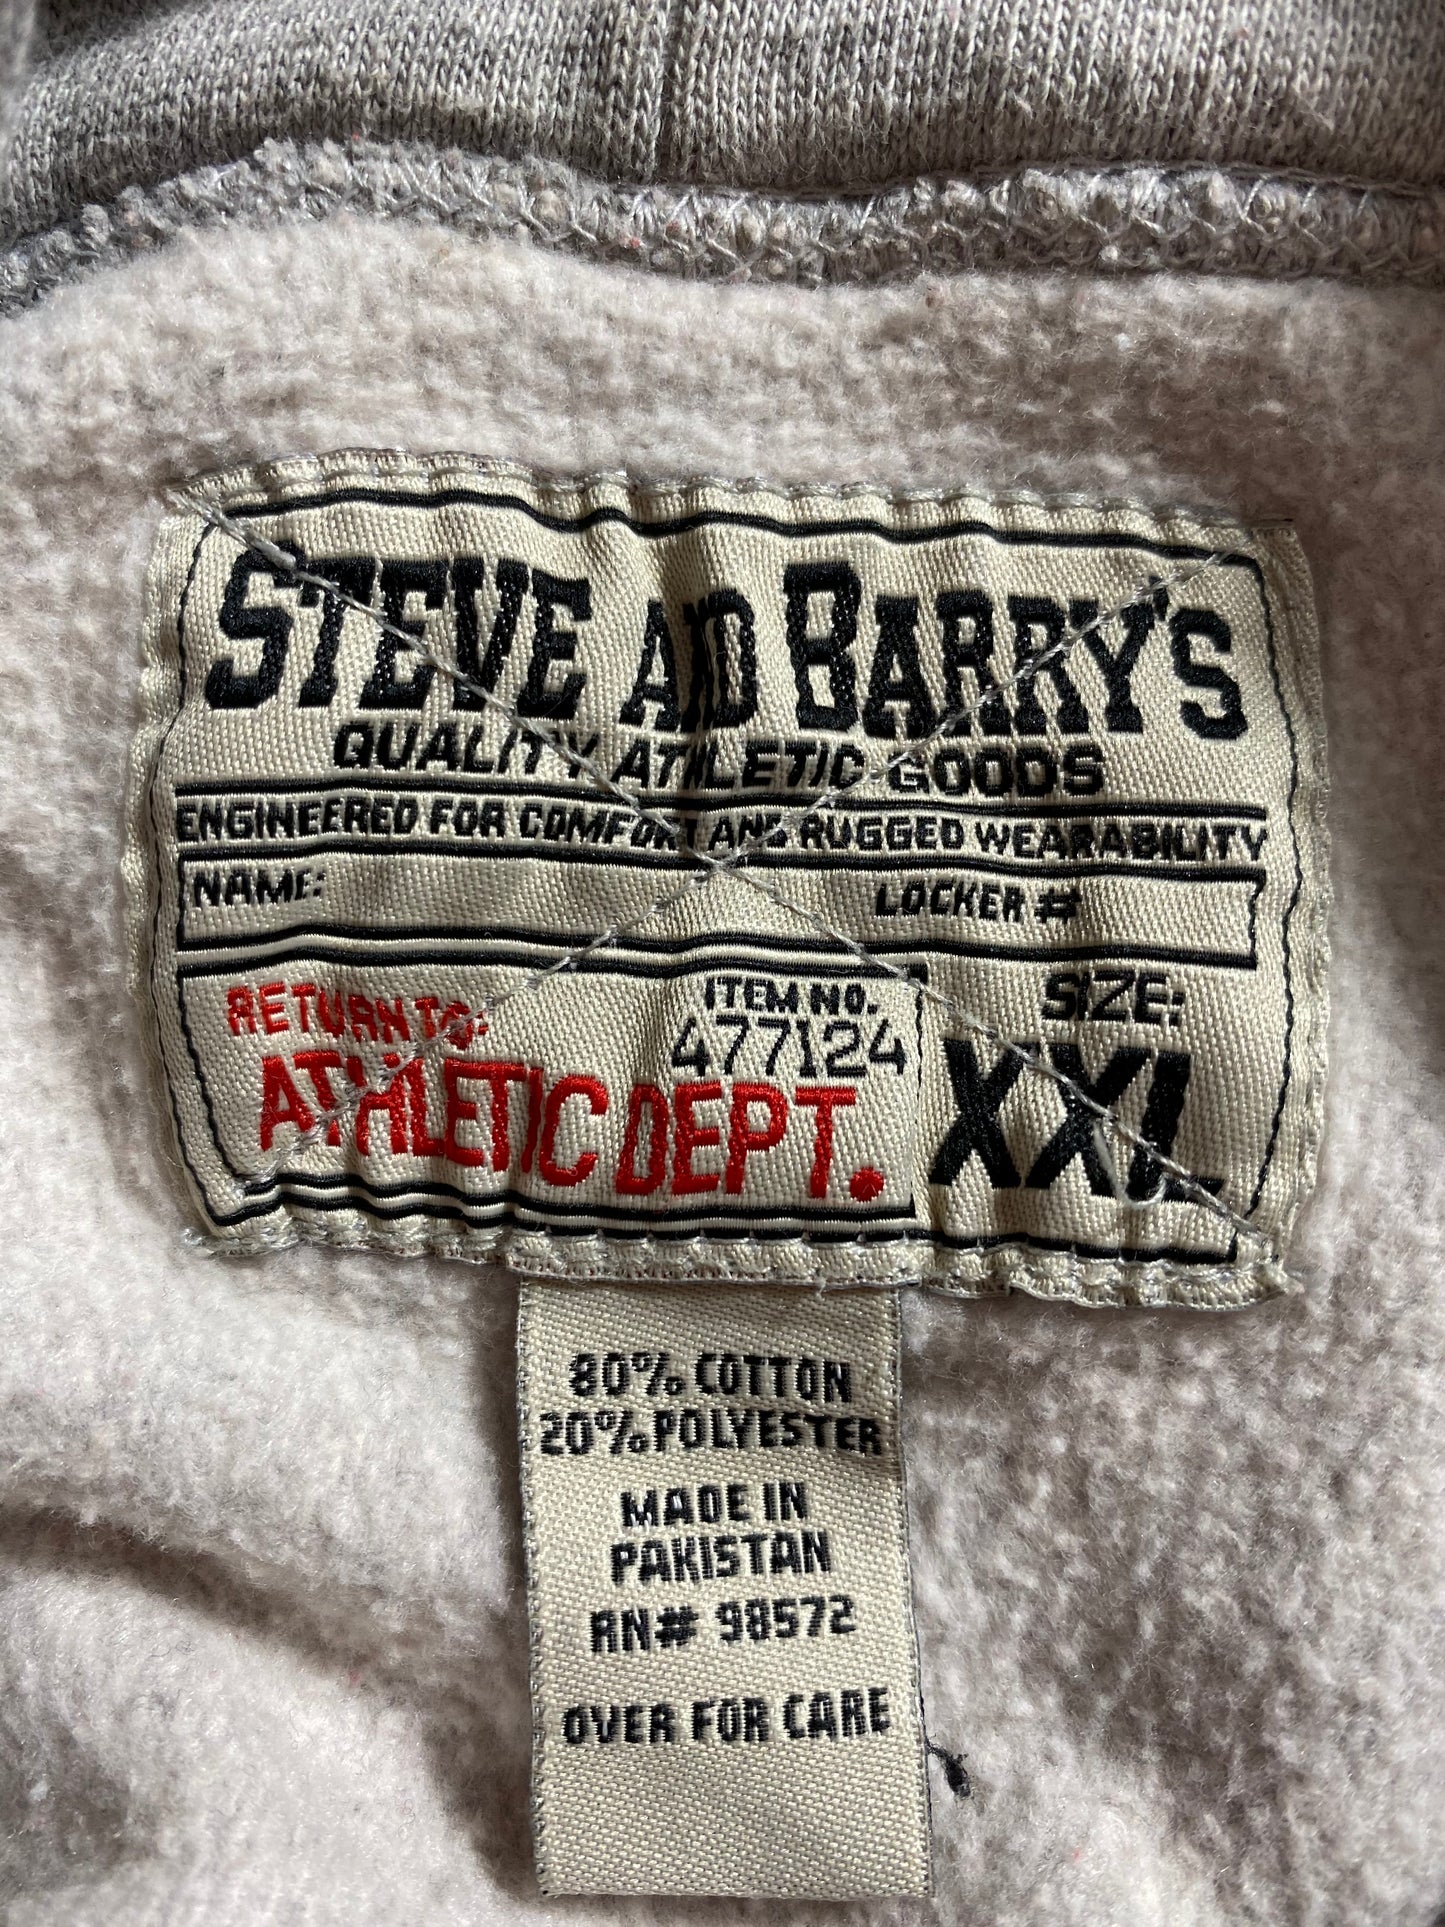 STEVE AND BARRY'S
QUALITY ATHLETIC GOODS
ENGINEERED FOR COMFORT AND RUGGED WEARABILITY
NAME: LOCKER #
RETURN TO:
ATHLETIC DEPT.
ITEM NO.
477124
SIZE:
XXL
80% COTTON
20% POLYESTER
MADE IN
PAKISTAN
RN# 98572
OVER FOR CARE